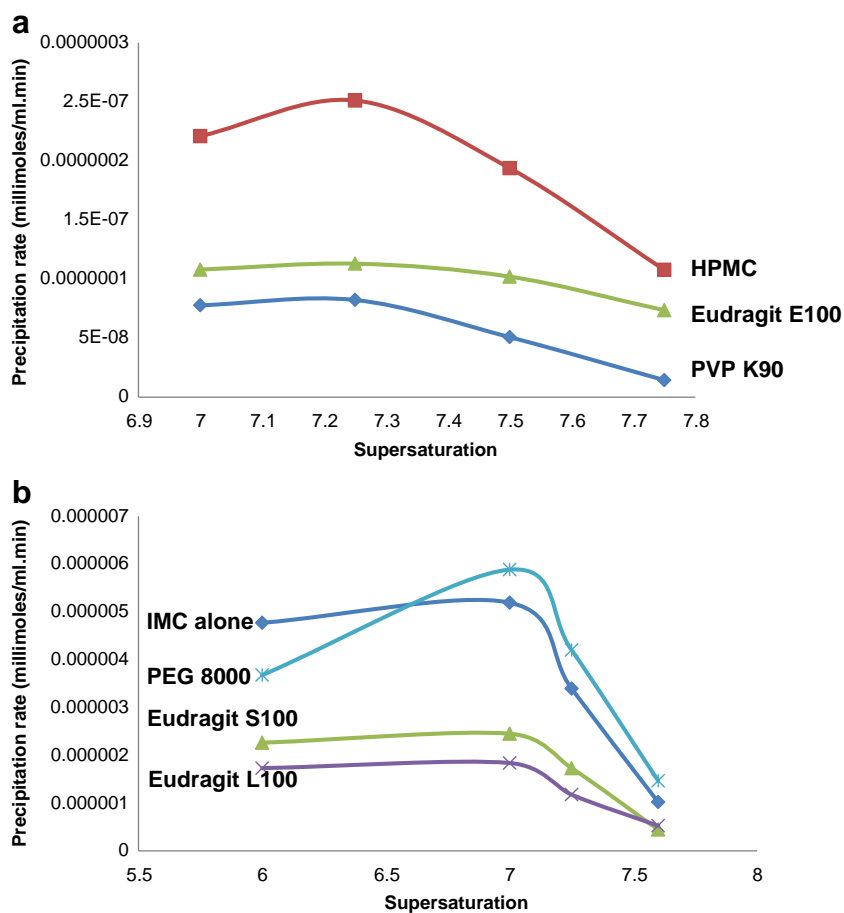 a
Precipitation rate (millimoles/ml.min)
0.0000003
2.5E-07
0.0000002
1.5E-07
0.0000001
5E-08
0
HPMC
Eudragit E100
PVP K90
6.9 7 7.1 7.2 7.3 7.4 7.5 7.6 7.7 7.8
Supersaturation
b
Precipitation rate (millimoles/ml.min)
0.000007
0.000006
0.000005
0.000004
0.000003
0.000002
0.000001
0
IMC alone
PEG 8000
Eudragit S100
Eudragit L100
5.5 6 6.5 7 7.5 8
Supersaturation